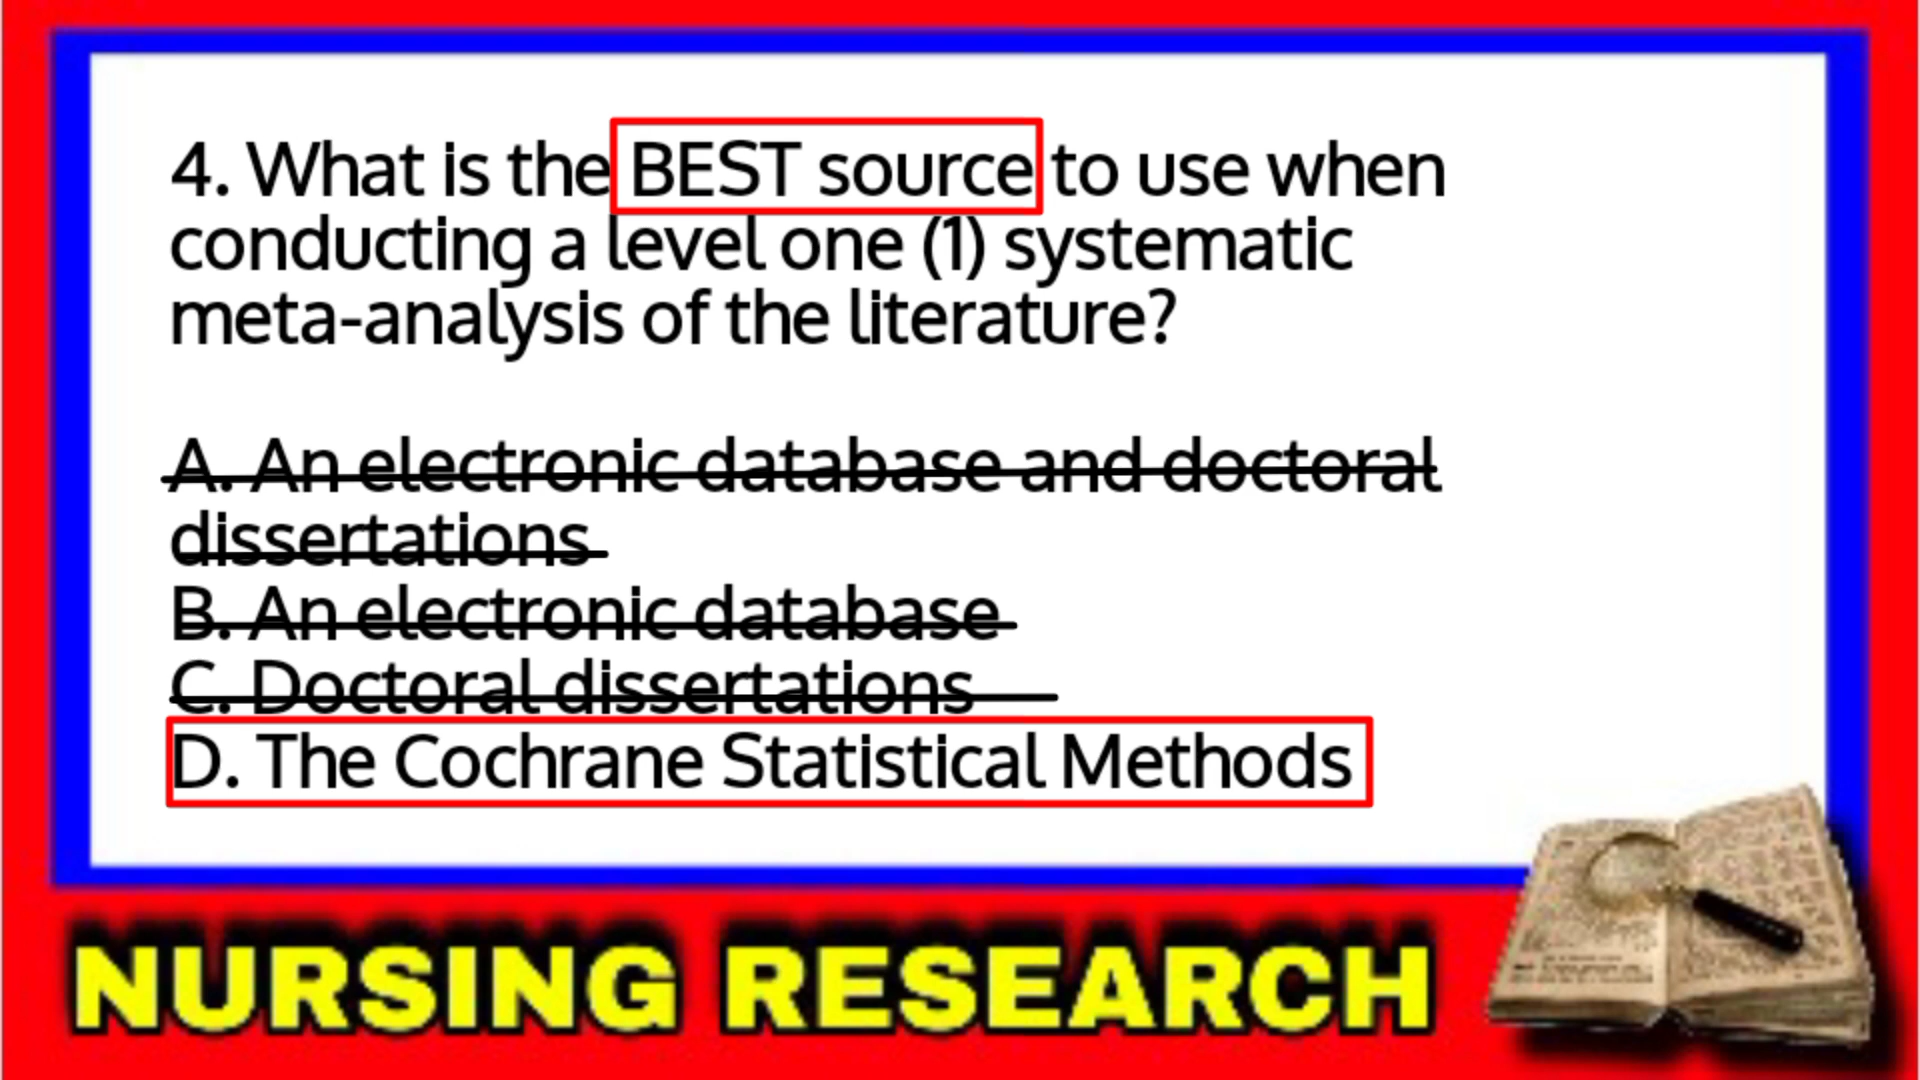 4. What is the BEST source to use when
conducting a level one (1) systematic
meta-analysis of the literature?
A. An electronic database and doctoral
dissertations
B. An electronic database
C. Doctoral dissertations
D. The Cochrane Statistical Methods
NURSING RESEARCH